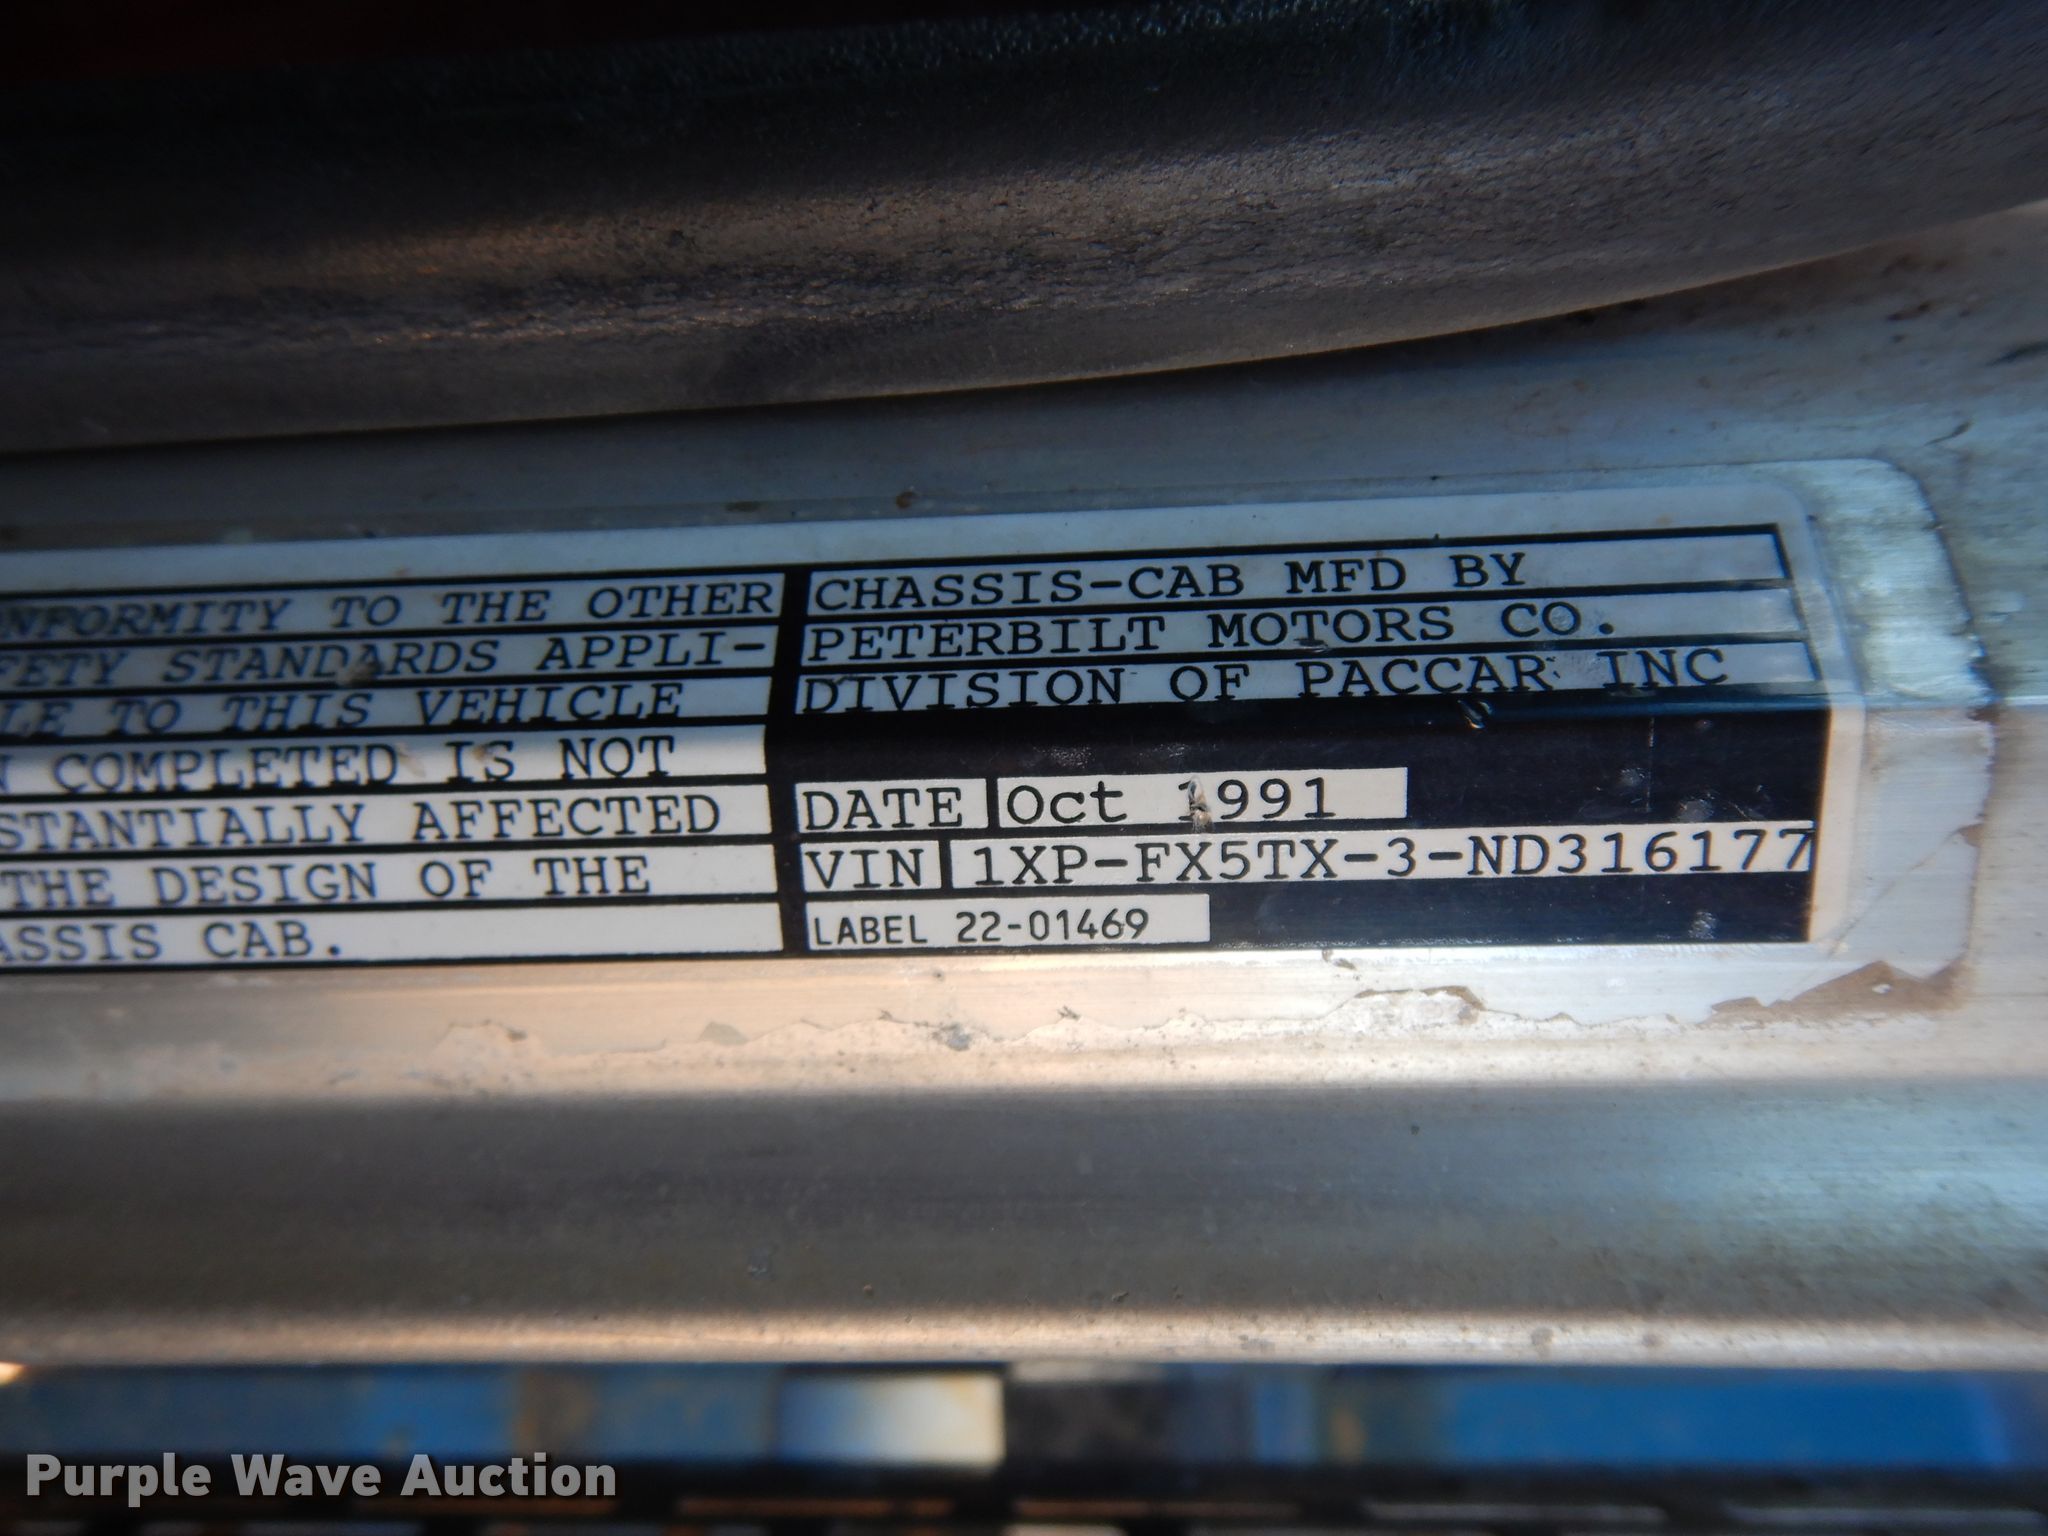 NFORMITY TO THE OTHER
FETY STANDARDS APPLI-
LE TO THIS VEHICLE
N COMPLETED IS NOT
STANTIALLY AFFECTED
THE DESIGN OF THE
ASSIS CAB.
CHASSIS-CAB MFD BY
PETERBILT MOTORS CO.
DIVISION OF PACCAR INC
DATE Oct 1991
VIN 1XP-FX5TX-3-ND316177
LABEL 22-01469
Purple Wave Auction